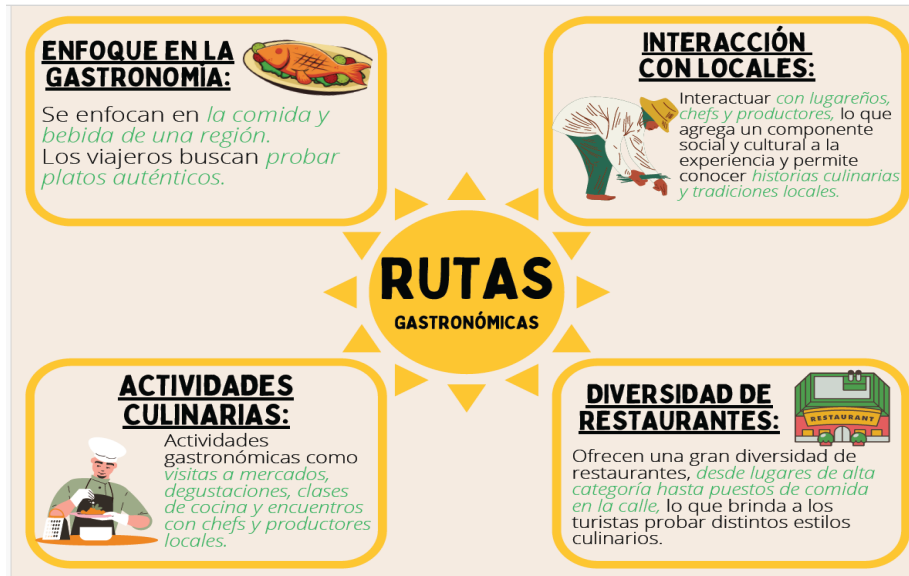 ENFOQUE EN LA
GASTRONOMÍA:
Se enfocan en la comida y
bebida de una región.
Los viajeros buscan probar
platos auténticos.
INTERACCIÓN
CON LOCALES:
Interactuar con lugareños,
chefs y productores, lo que
agrega un componente
social y cultural a la
experiencia y permite
conocer historias culinarias
y tradiciones locales.
RUTAS
GASTRONÓMICAS
ACTIVIDADES
CULINARIAS:
Actividades
gastronómicas como
visitas a mercados,
degustaciones, clases
de cocina y encuentros
con chefs y productores
locales.
DIVERSIDAD DE
RESTAURANTES:
RESTAURANT
Ofrecen una gran diversidad de
restaurantes, desde lugares de alta
categoría hasta puestos de comida
en la calle, lo que brinda a los
turistas probar distintos estilos
culinarios.